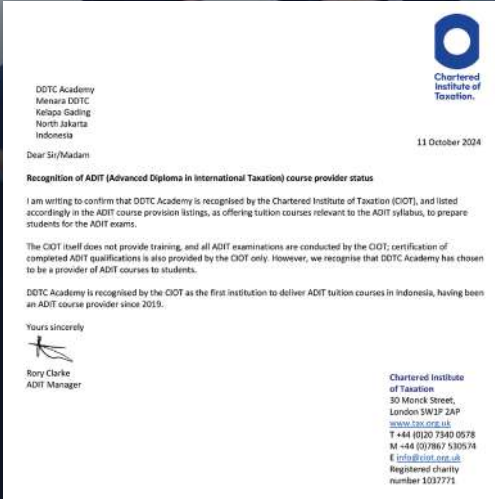 Chartered
Institute of
Taxation.
DDTC Academy
Menara DDTC
Kelapa Gading
North Jakarta
Indonesia
11 October 2024
Dear Sir/Madam
Recognition of ADIT (Advanced Diploma in International Taxation) course provider status
I am writing to confirm that DDTC Academy is recognised by the Chartered Institute of Taxation (CIOT), and listed
accordingly in the ADIT course provision listings, as offering tuition courses relevant to the ADIT syllabus, to prepare
students for the ADIT exams.
The CIOT itself does not provide training, and all ADIT examinations are conducted by the CIOT; certification of
completed ADIT qualifications is also provided by the CIOT only. However, we recognise that DDTC Academy has chosen
to be a provider of ADIT courses to students.
DDTC Academy is recognised by the CIOT as the first institution to deliver ADIT tuition courses in Indonesia, having been
an ADIT course provider since 2019.
Yours sincerely
Rory Clarke
ADIT Manager
Chartered Institute
of Taxation
30 Monck Street,
London SW1P 2AP
www.tax.org.uk
T +44 (0)20 7340 0578
M +44 (0)7867 530574
E info@ciot.org.uk
Registered charity
number 1037771